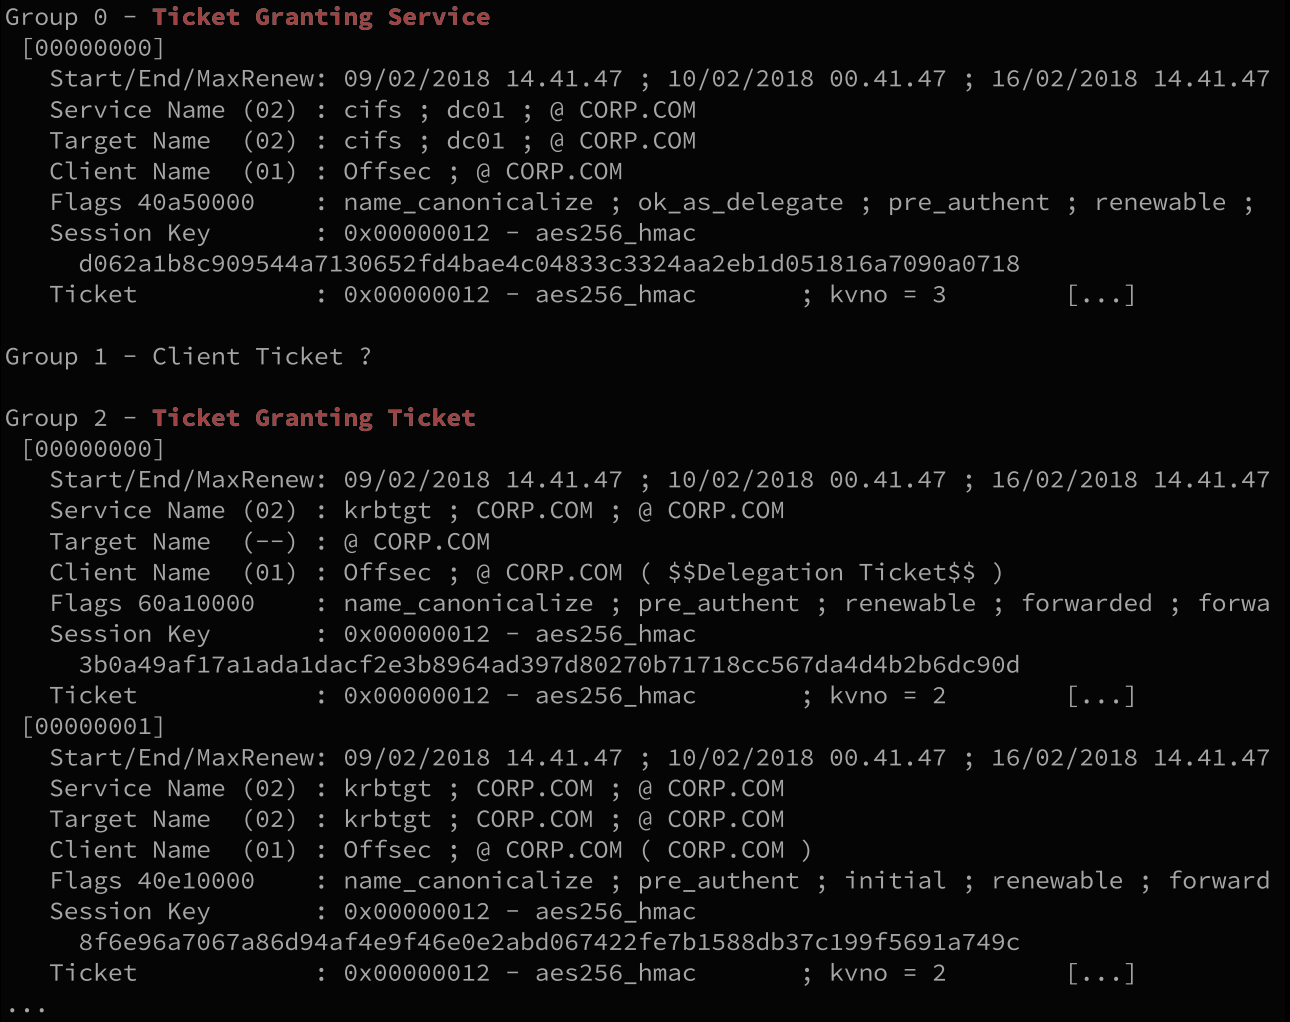 Group 0 - Ticket Granting Service
[00000000]
Start/End/MaxRenew: 09/02/2018 14.41.47 ; 10/02/2018 00.41.47 ; 16/02/2018 14.41.47
Service Name (02) : cifs ; dc01 ; @ CORP.COM
Target Name  (02) : cifs ; dc01 ; @ CORP.COM
Client Name  (01) : Offsec ; @ CORP.COM
Flags 40a50000    : name_canonicalize ; ok_as_delegate ; pre_authent ; renewable ;
Session Key       : 0x00000012 - aes256_hmac
d062a1b8c909544a7130652fd4bae4c04833c3324aa2eb1d051816a7090a0718
Ticket            : 0x00000012 - aes256_hmac       ; kvno = 3        [...]
Group 1 - Client Ticket ?
Group 2 - Ticket Granting Ticket
[00000000]
Start/End/MaxRenew: 09/02/2018 14.41.47 ; 10/02/2018 00.41.47 ; 16/02/2018 14.41.47
Service Name (02) : krbtgt ; CORP.COM ; @ CORP.COM
Target Name  (--) : @ CORP.COM
Client Name  (01) : Offsec ; @ CORP.COM ( $$Delegation Ticket$$ )
Flags 60a10000    : name_canonicalize ; pre_authent ; renewable ; forwarded ; forwa
Session Key       : 0x00000012 - aes256_hmac
3b0a49af17a1ada1dacf2e3b8964ad397d80270b71718cc567da4d4b2b6dc90d
Ticket            : 0x00000012 - aes256_hmac       ; kvno = 2        [...]
[00000001]
Start/End/MaxRenew: 09/02/2018 14.41.47 ; 10/02/2018 00.41.47 ; 16/02/2018 14.41.47
Service Name (02) : krbtgt ; CORP.COM ; @ CORP.COM
Target Name  (02) : krbtgt ; CORP.COM ; @ CORP.COM
Client Name  (01) : Offsec ; @ CORP.COM ( CORP.COM )
Flags 40e10000    : name_canonicalize ; pre_authent ; initial ; renewable ; forward
Session Key       : 0x00000012 - aes256_hmac
8f6e96a7067a86d94af4e9f46e0e2abd067422fe7b1588db37c199f5691a749c
Ticket            : 0x00000012 - aes256_hmac       ; kvno = 2        [...]
...